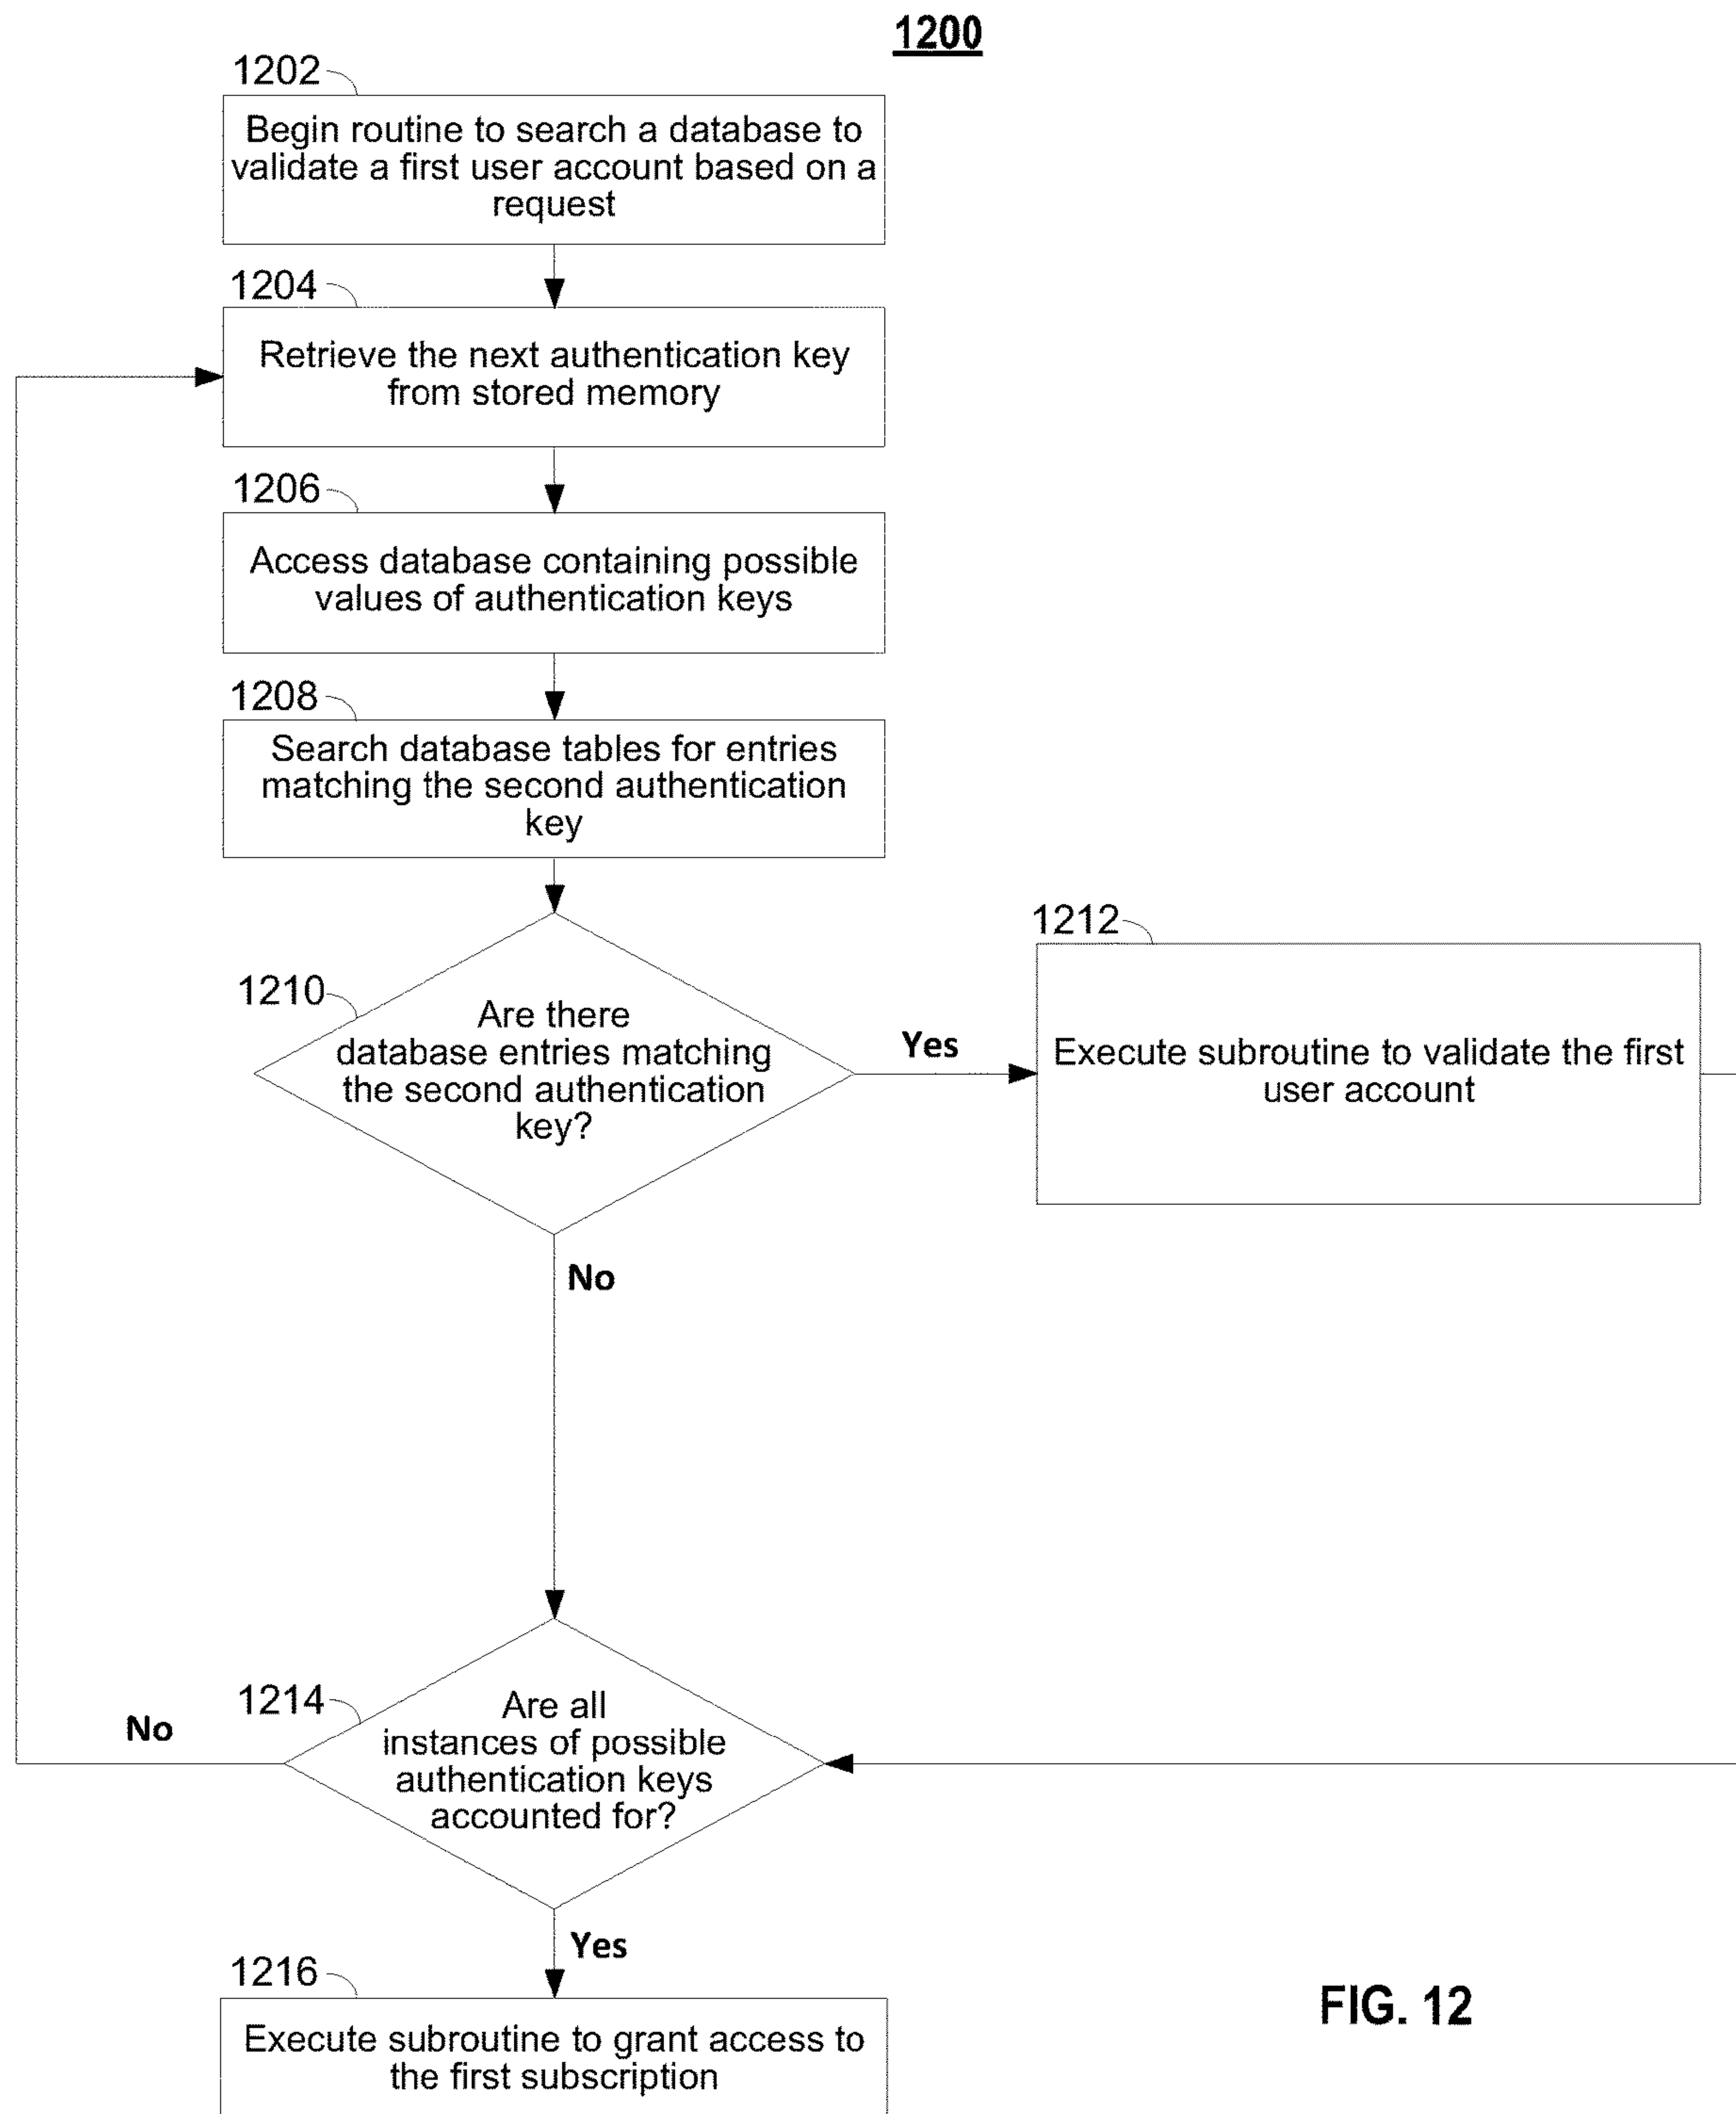 1200
1202
Begin routine to search a database to
validate a first user account based on a
request
1204
Retrieve the next authentication key
from stored memory
1206
Access database containing possible
values of authentication keys
1208
Search database tables for entries
matching the second authentication
key
1210
Are there
database entries matching
the second authentication
key?
Yes
1212
Execute subroutine to validate the first
user account
No
1214
Are all
instances of possible
authentication keys
accounted for?
No
Yes
1216
Execute subroutine to grant access to
the first subscription
FIG. 12